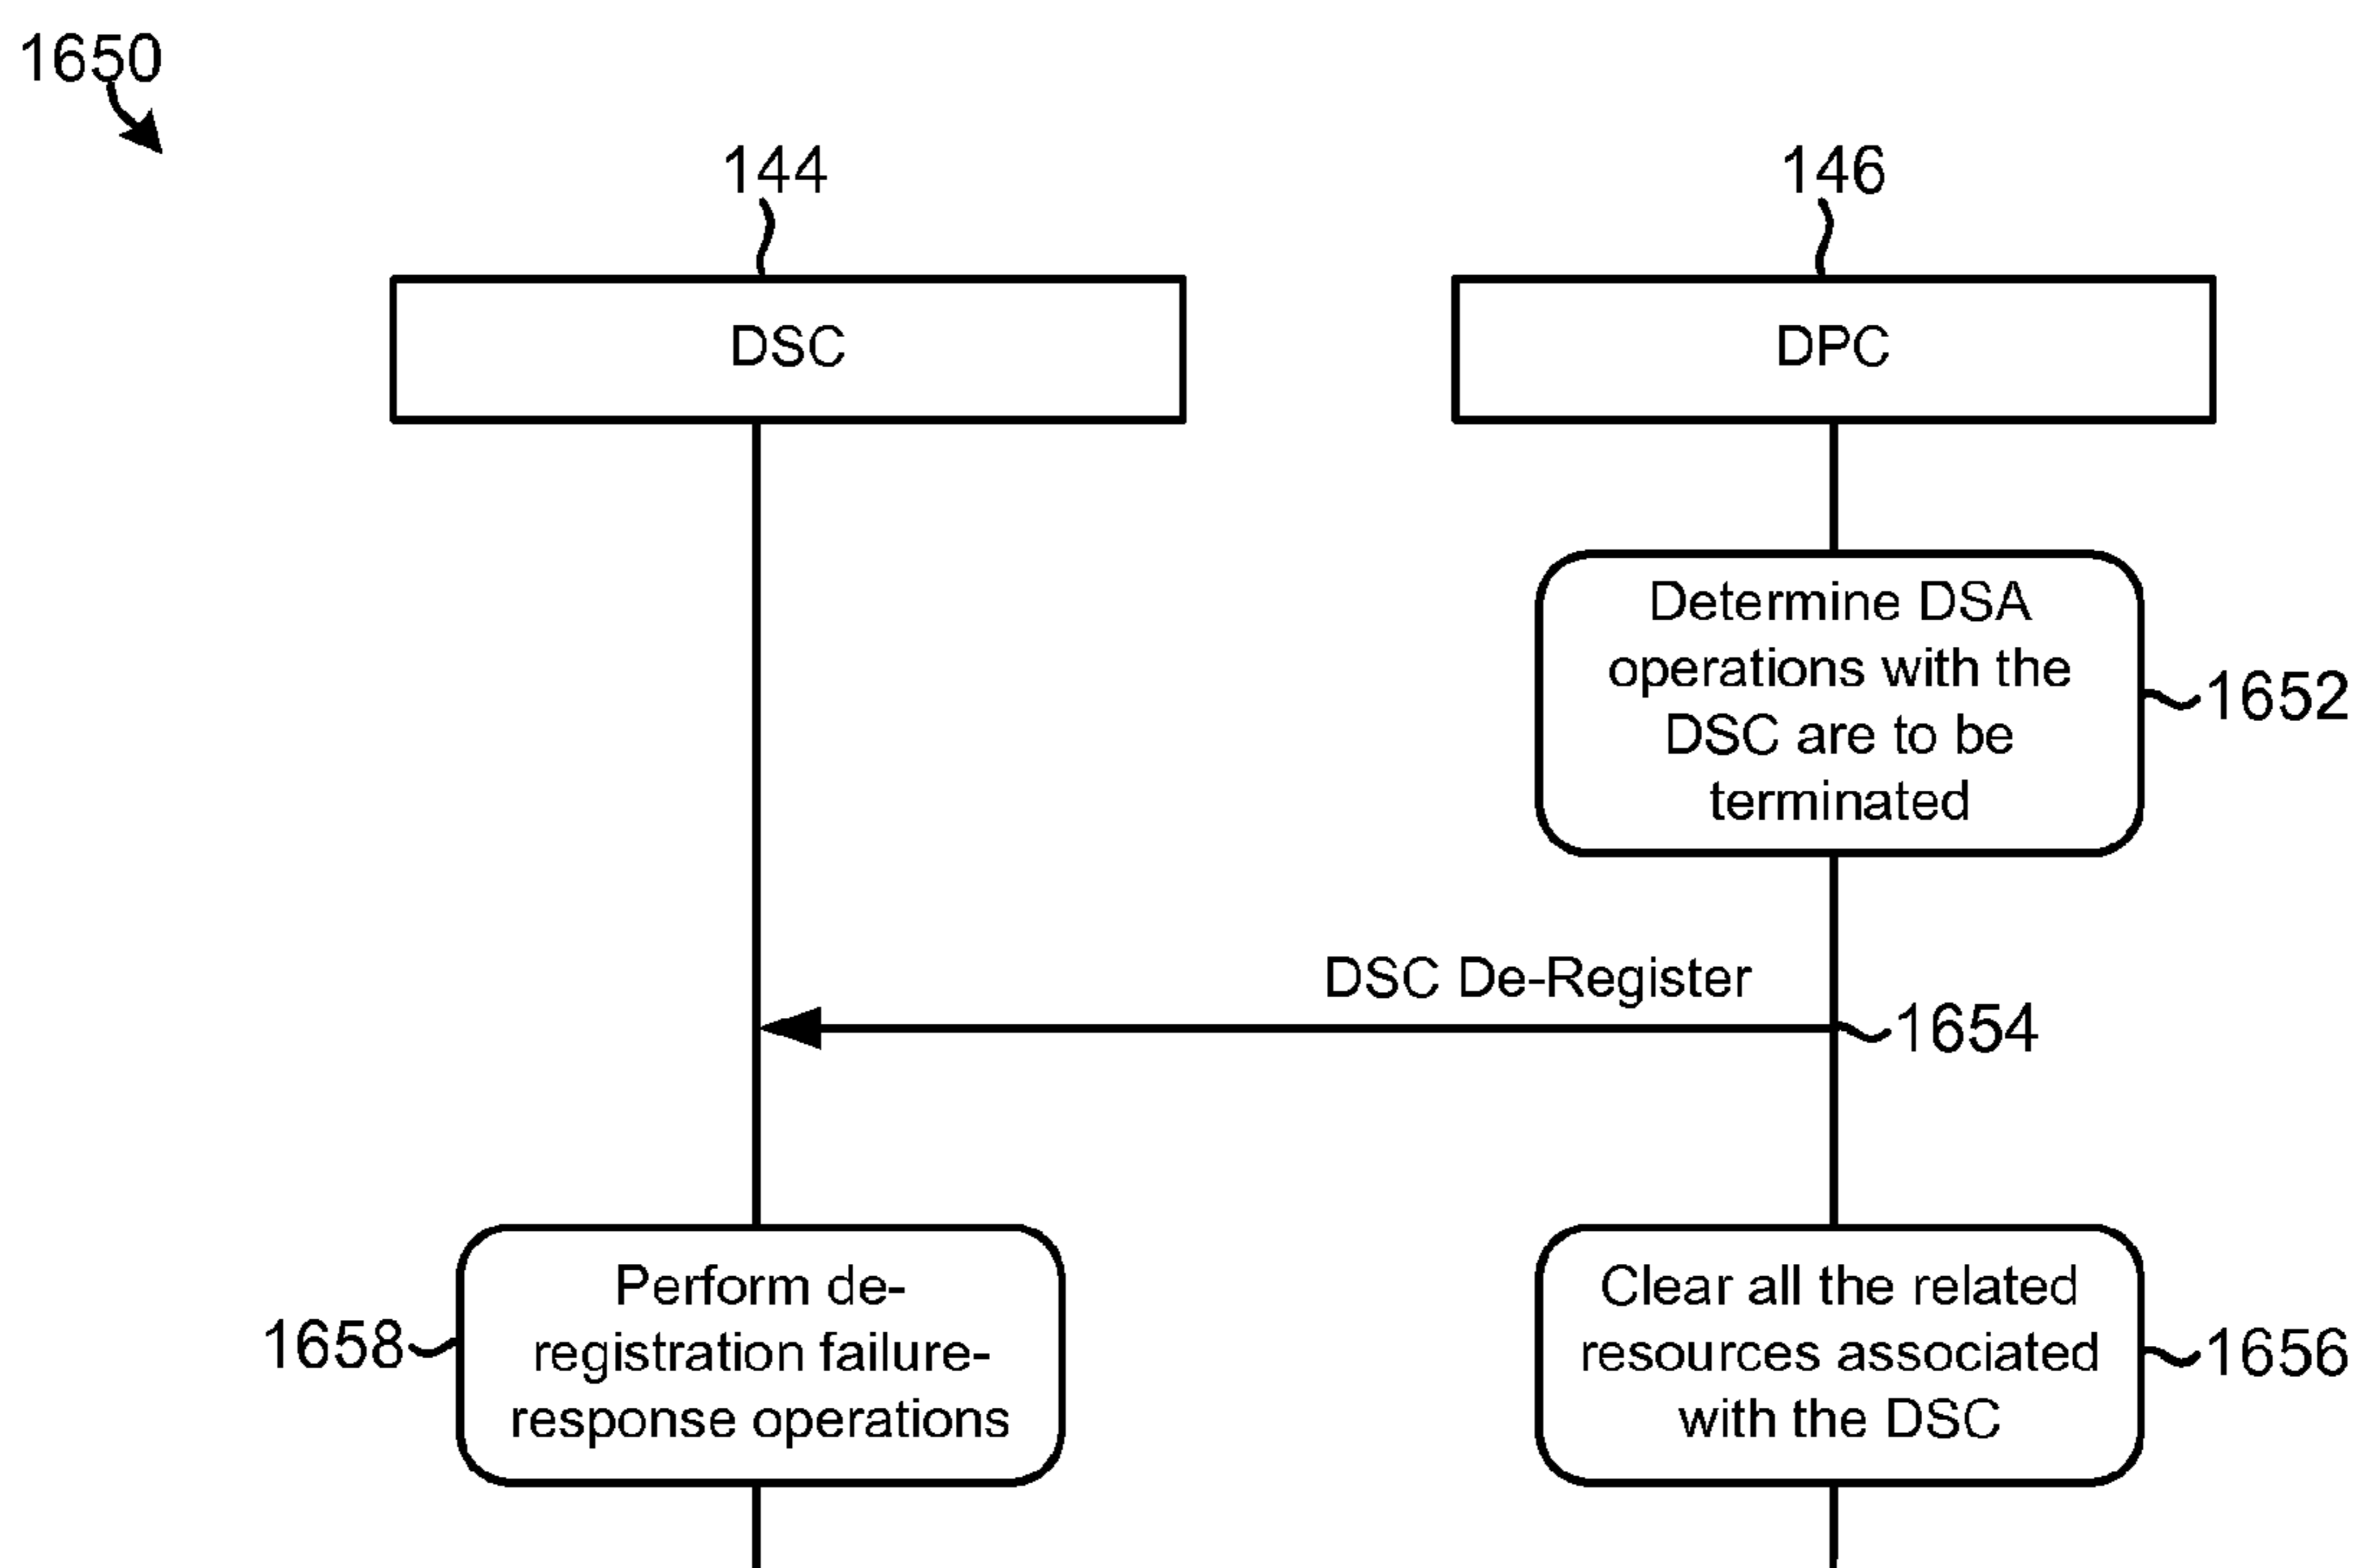 1650
144
146
DSC
DPC
Determine DSA
operations with the
DSC are to be
terminated
1652
DSC De-Register
1654
Perform de-
registration failure-
response operations
1658
Clear all the related
resources associated
with the DSC
1656